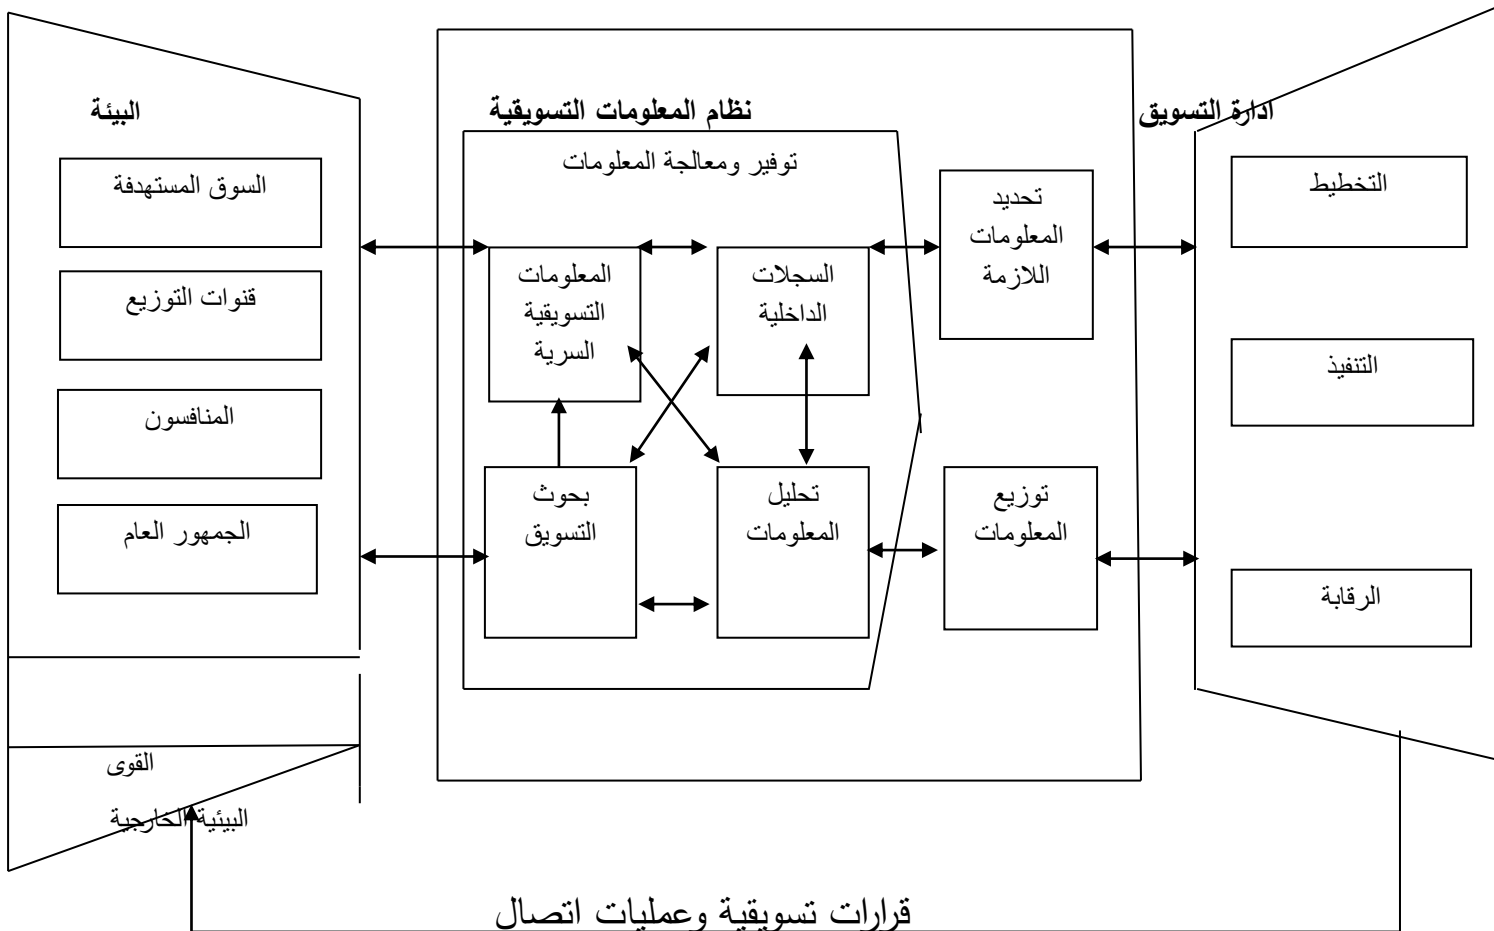 ادارة التسويق
نظام المعلومات التسويقية
البيئة
توفير ومعالجة المعلومات
التخطيط
التنفيذ
الرقابة
تحديد
المعلومات
اللازمة
توزيع
المعلومات
السجلات
الداخلية
المعلومات
التسويقية
السرية
تحليل
المعلومات
بحوث
التسويق
السوق المستهدفة
قنوات التوزيع
المنافسون
الجمهور العام
القوى
البيئية الخارجية
قرارات تسويقية وعمليات اتصال